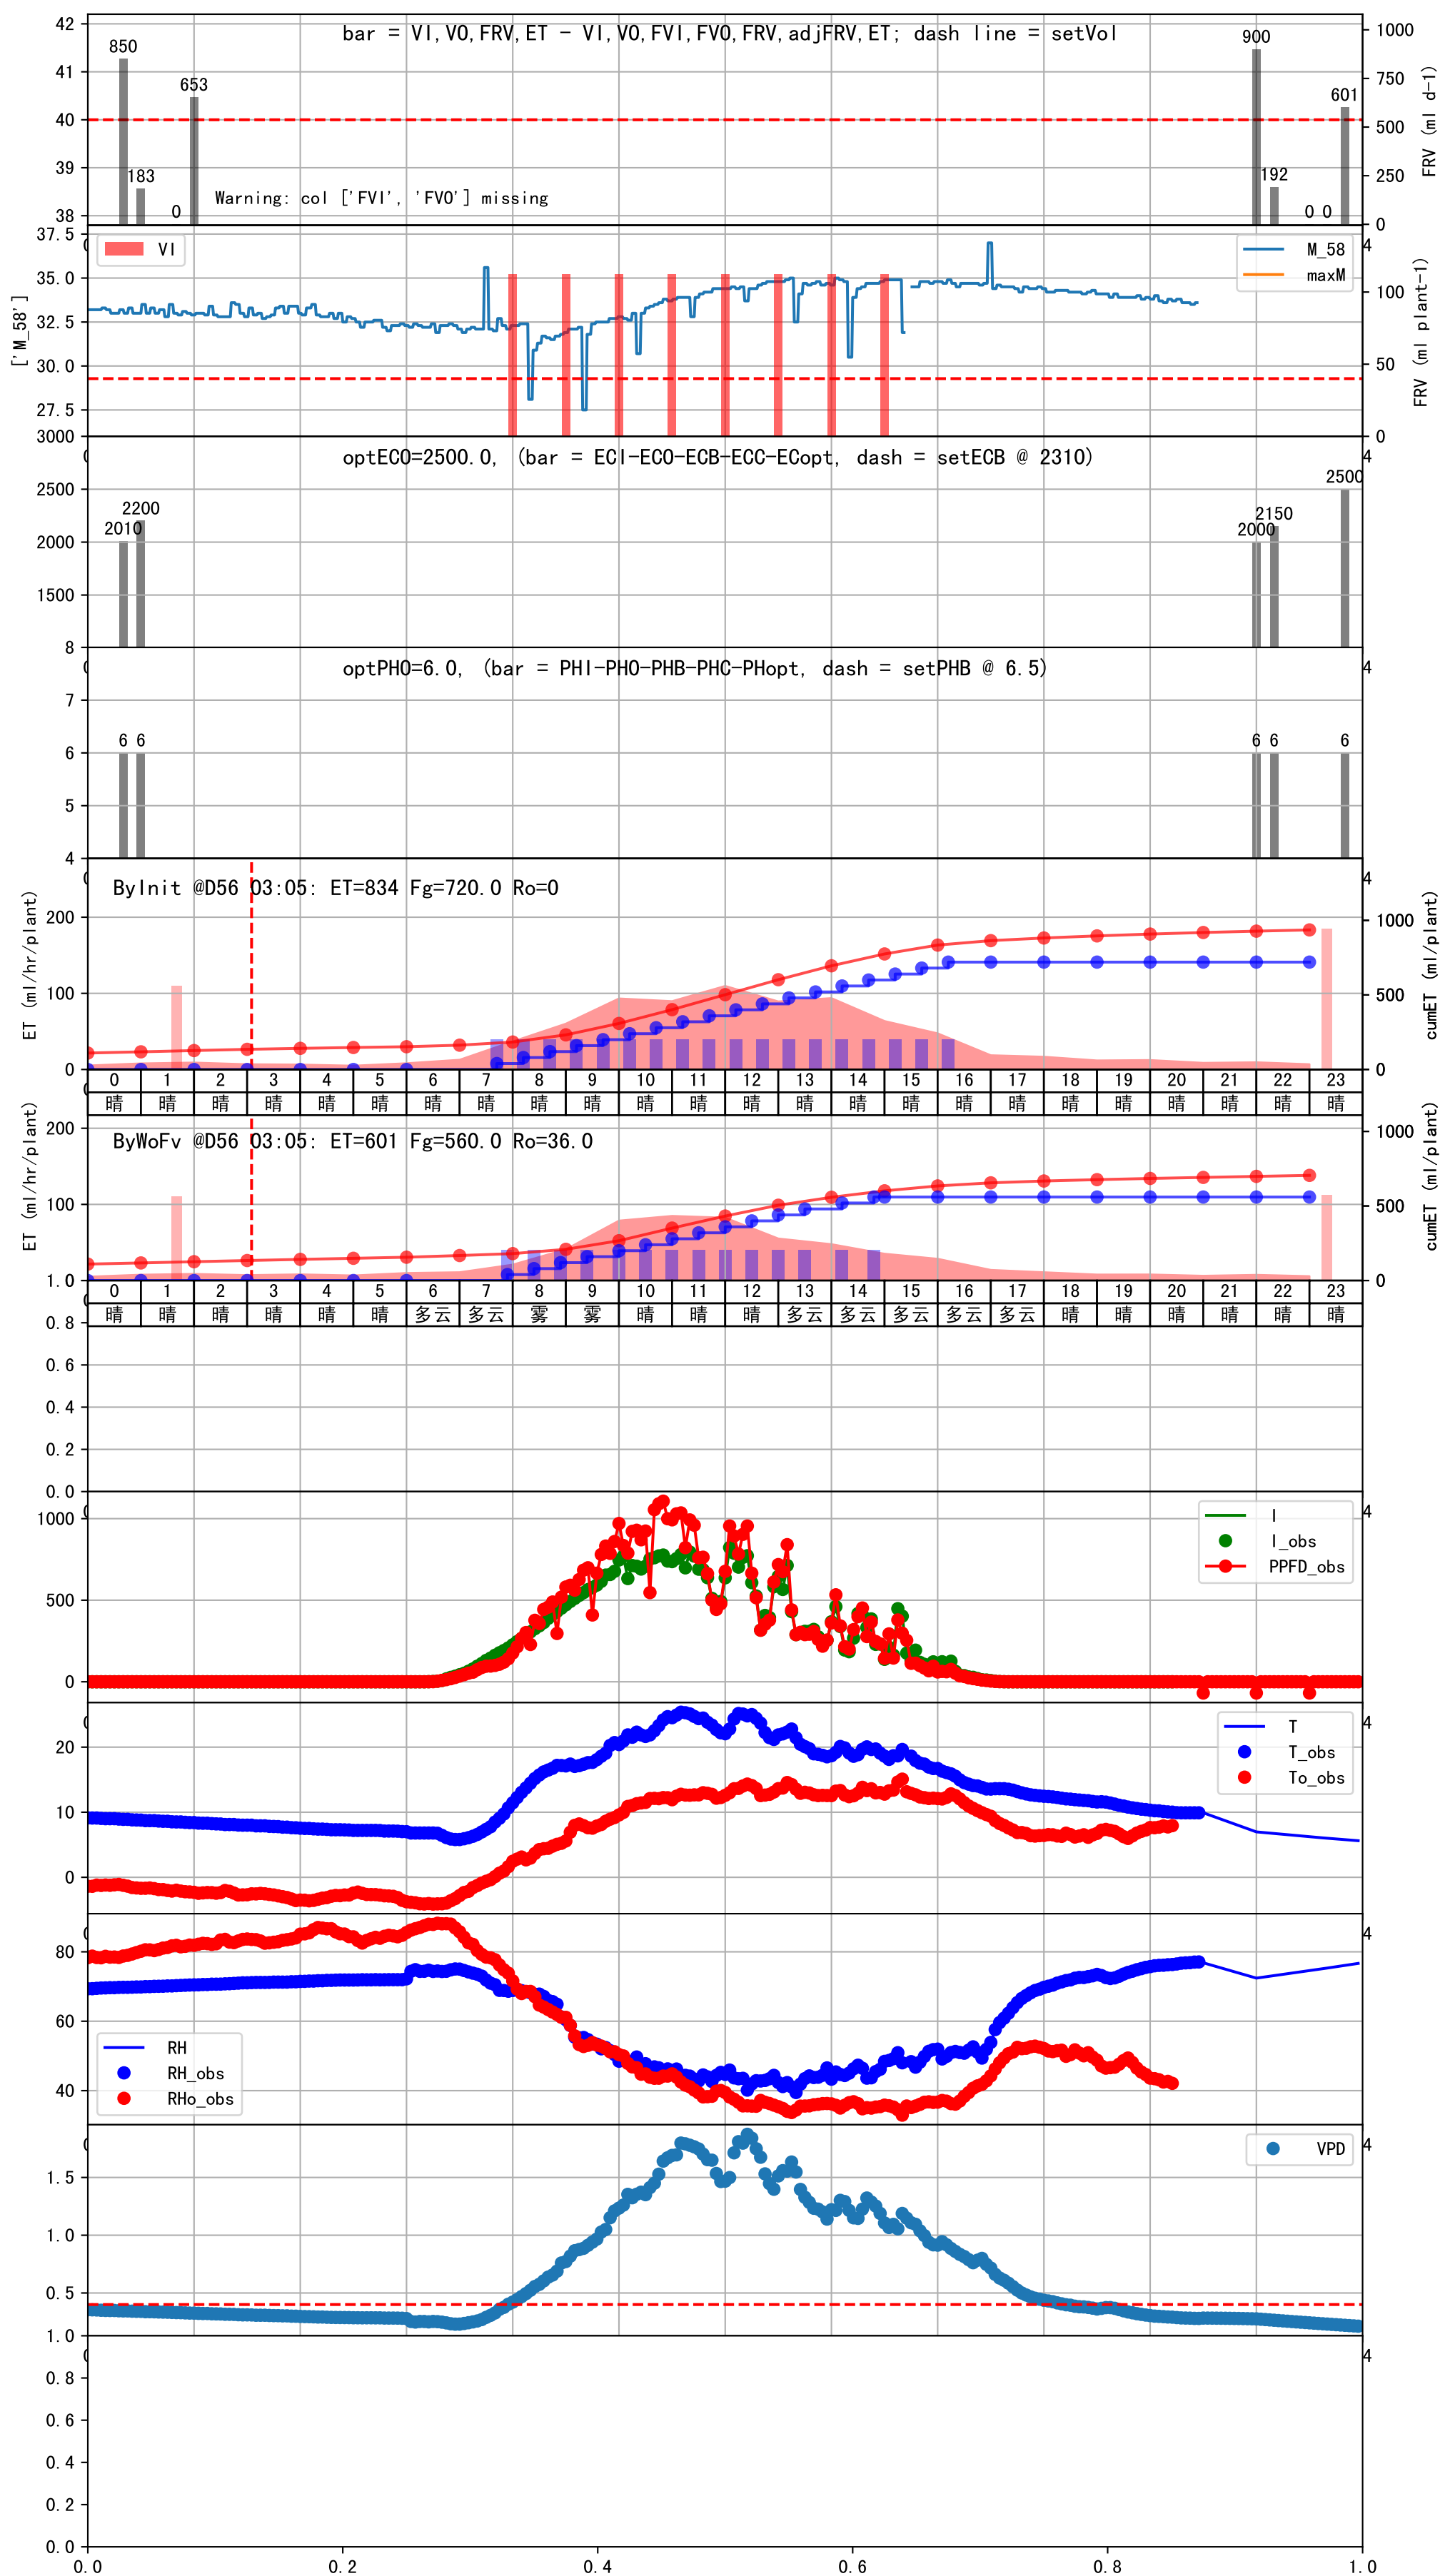 bar = VI,VO,FRV,ET - VI,VO,FVI,FVO,FRV,adjFRV,ET; dash line = setVol
42
41
40
39
38
850
183
0
653
900
192
0 0
601
Warning: col ['FVI', 'FVO'] missing
1000
750
500
250
0
FRV (ml d-1)
37.5
35.0
32.5
30.0
27.5
['M_58']
VI
M_58
maxM
4
100
50
0
FRV (ml plant-1)
optECO=2500.0, (bar = ECI-ECO-ECB-ECC-ECopt, dash = setECB @ 2310)
3000
2500
2000
1500
2010
2200
2000
2150
2500
4
optPHO=6.0, (bar = PHI-PHO-PHB-PHC-PHopt, dash = setPHB @ 6.5)
8
7
6
5
4
6 6
6 6
6
4
ByInit @D56 03:05: ET=834 Fg=720.0 Ro=0
200
100
0
ET (ml/hr/plant)
1000
500
0
cumET (ml/plant)
4
0 1 2 3 4 5 6 7 8 9 10 11 12 13 14 15 16 17 18 19 20 21 22 23
晴 晴 晴 晴 晴 晴 晴 晴 晴 晴 晴 晴 晴 晴 晴 晴 晴 晴 晴 晴 晴 晴 晴 晴
ByWoFv @D56 03:05: ET=601 Fg=560.0 Ro=36.0
200
100
ET (ml/hr/plant)
1000
500
0
cumET (ml/plant)
0 1 2 3 4 5 6 7 8 9 10 11 12 13 14 15 16 17 18 19 20 21 22 23
晴 晴 晴 晴 晴 晴 多云 多云 雾 雾 晴 晴 晴 多云 多云 多云 多云 多云 晴 晴 晴 晴 晴 晴
1.0
0.8
0.6
0.4
0.2
0.0
1000
500
0
I
I_obs
PPFD_obs
4
20
10
0
T
T_obs
To_obs
4
80
60
40
RH
RH_obs
RHo_obs
4
1.5
1.0
0.5
VPD
4
1.0
0.8
0.6
0.4
0.2
0.0
4
0.0 0.2 0.4 0.6 0.8 1.0